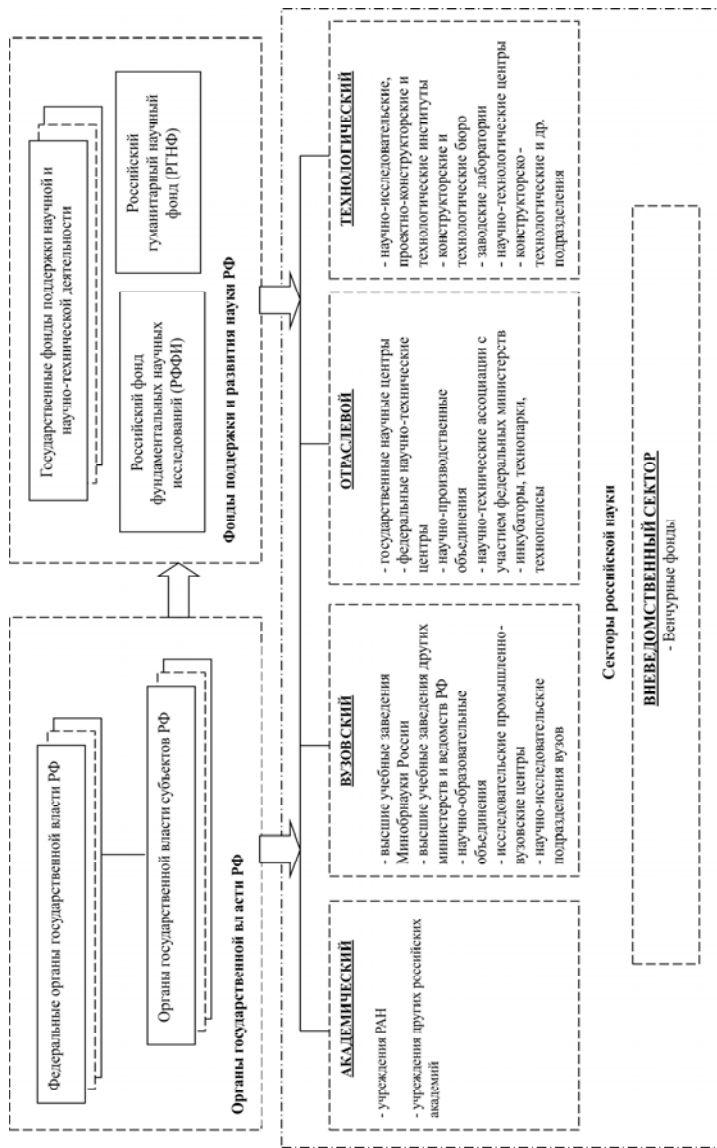 Федеральные органы государственной власти РФ
Органы государственной власти субъектов РФ
Органы государственной вл асти РФ
Государственные фонды поддержки научной и
научно-технической деятельности
Российский фонд
фундаментальных научных
исследований (РФФИ)
Российский
гуманитарный научный
фонд (РГНФ)
Фонды поддержки и развития науки РФ
АКАДЕМИЧЕСКИЙ
- учреждения РАН
- учреждения других российских
академий
ВУЗОВСКИЙ
- высшие учебные заведения
Минобрнауки России
- высшие учебные заведения других
министерств и ведомств РФ
- научно-образовательные
объединения
- исследовательские промышленно-
вузовские центры
- научно-исследовательские
подразделения вузов
ОТРАСЛЕВОЙ
- государственные научные центры
- федеральные научно-технические
центры
- научно-производственные
объединения
- научно-технические ассоциации с
участием федеральных министерств
- инкубаторы, технопарки,
технополисы
ТЕХНОЛОГИЧЕСКИЙ
- научно-исследовательские,
проектно-конструкторские и
технологические институты
- конструкторские и
технологические бюро
- заводские лаборатории
- научно-технологические центры
- конструкторско-
технологические и др.
подразделения
Секторы российской науки
ВНЕВЕДОМСТВЕННЫЙ СЕКТОР
- Венчурные фонды